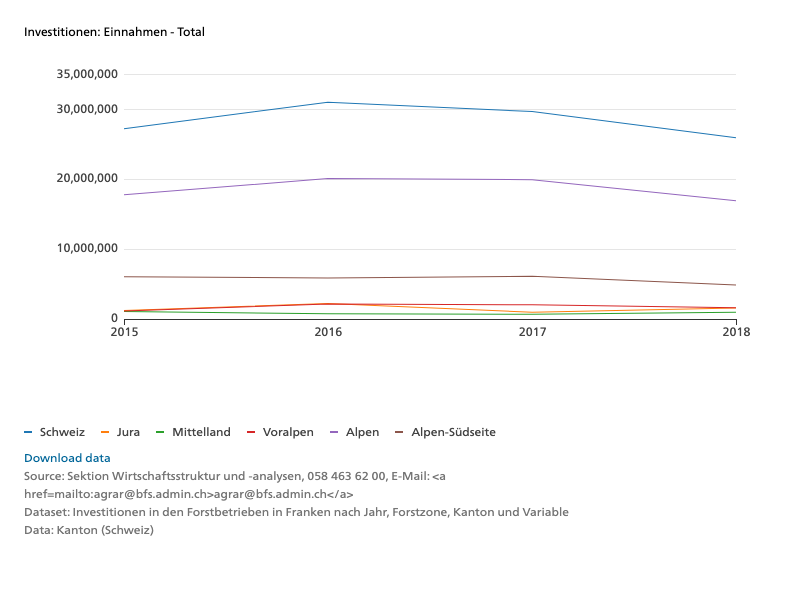 Investitionen: Einnahmen - Total
35,000,000
30,000,000
20,000,000
10,000,000
0
2015 2016 2017 2018
Schweiz Jura Mittelland Voralpen Alpen Alpen-Südseite
Download data
Source: Sektion Wirtschaftsstruktur und -analysen, 058 463 62 00, E-Mail: <a
href=mailto:agrar@bfs.admin.ch>agrar@bfs.admin.ch</a>
Dataset: Investitionen in den Forstbetrieben in Franken nach Jahr, Forstzone, Kanton und Variable
Data: Kanton (Schweiz)